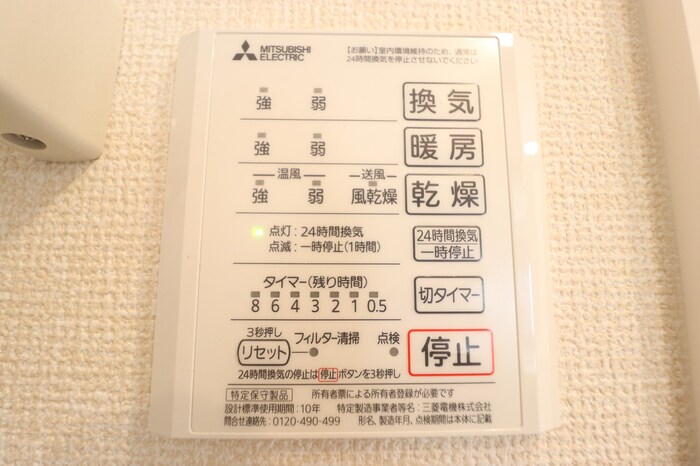 MITSUBISHI
ELECTRIC
【お願い】室内環境維持のため、通常は
24時間換気を停止させないでください
強 弱 換気
強 弱 暖房
温風 送風
強 弱 風乾燥 乾燥
点灯：24時間換気
点滅：一時停止(1時間)
24時間換気
一時停止
タイマー(残り時間)
8 6 4 3 2 1 0.5
切タイマー
3秒押し
リセット フィルター清掃 点検
停止
24時間換気の停止は停止ボタンを3秒押し
特定保守製品 所有者票による所有者登録が必要です
設計標準使用期間：10年 特定製造事業者等名：三菱電機株式会社
問合せ連絡先：0120-490-499 形名、製造年月、点検期間は本体に記載